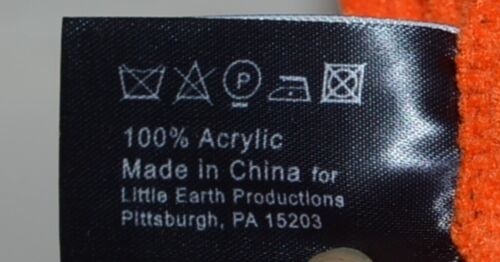 P
100% Acrylic
Made in China for
Little Earth Productions
Pittsburgh, PA 15203